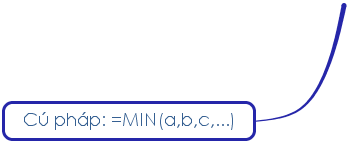 Cú pháp: =MIN(a,b,c,...)